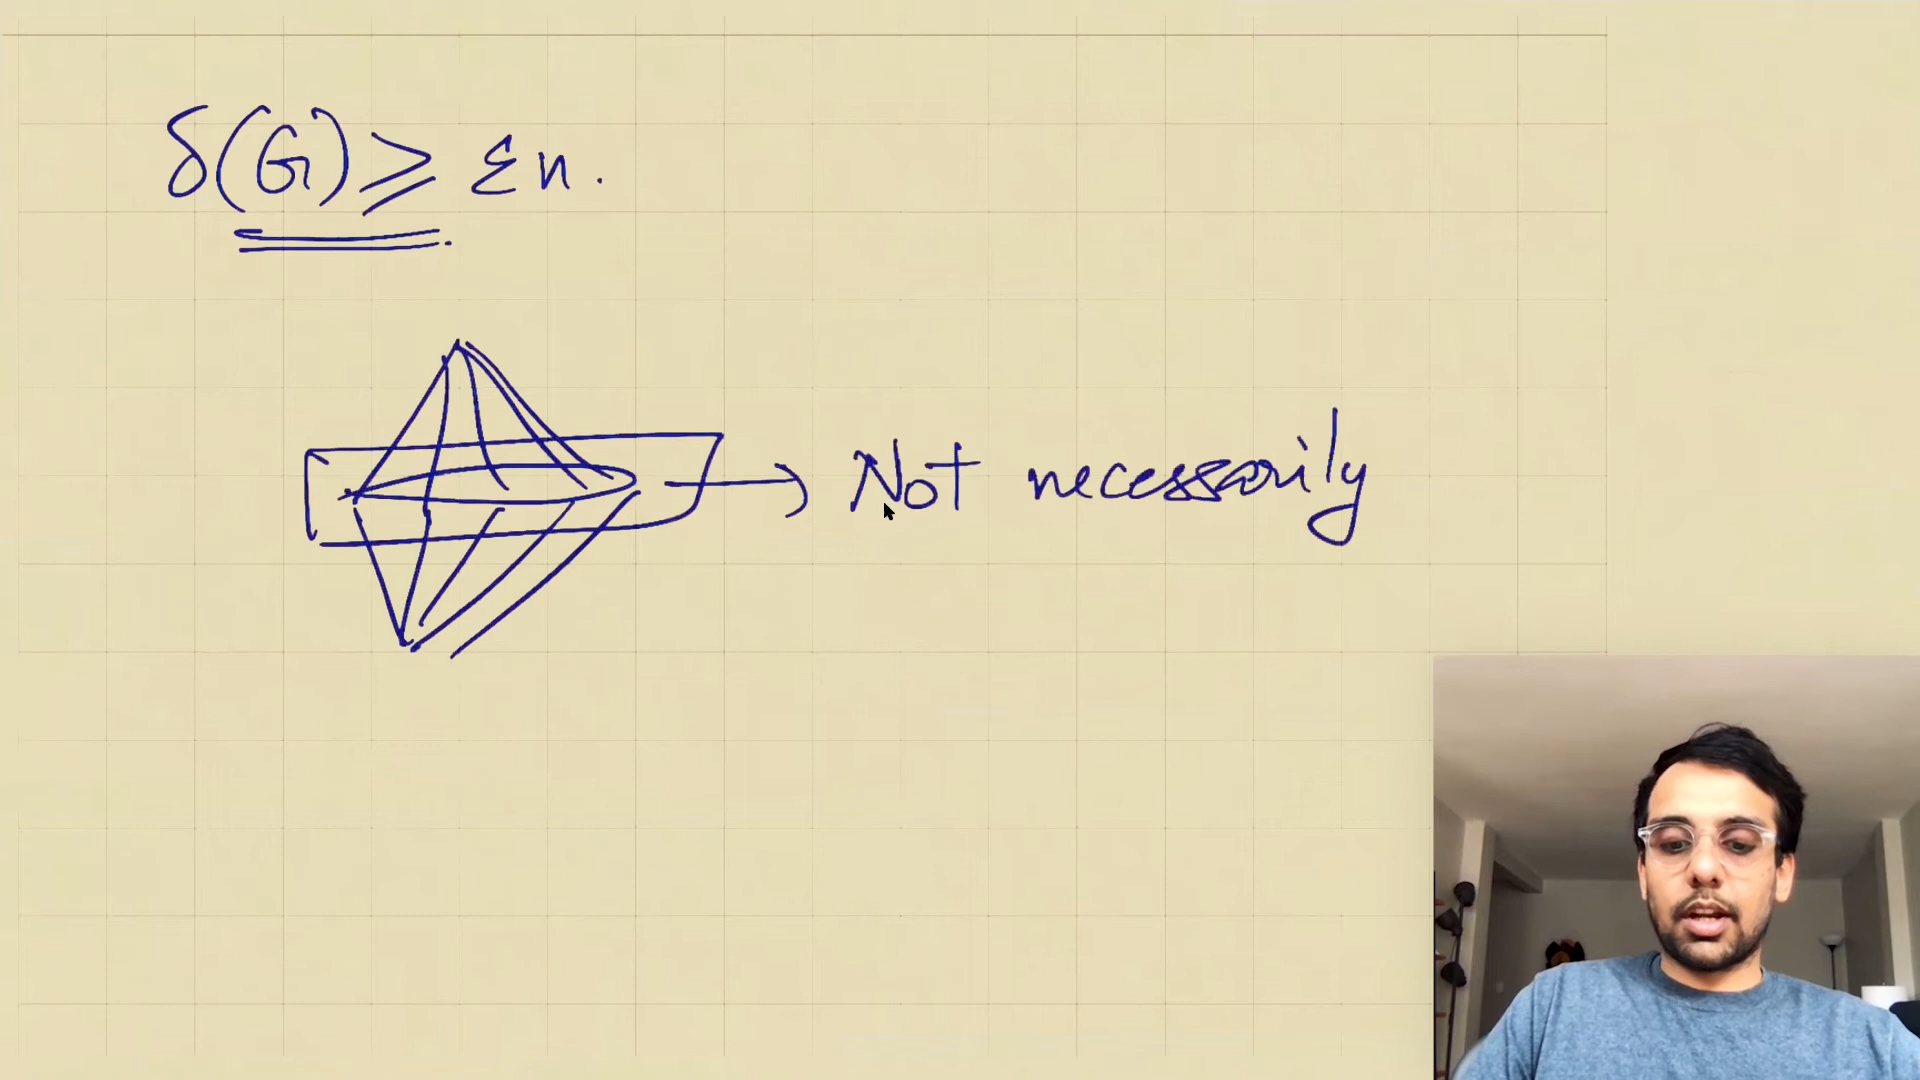 δ(G) ≥ εn.
→ Not necessarily